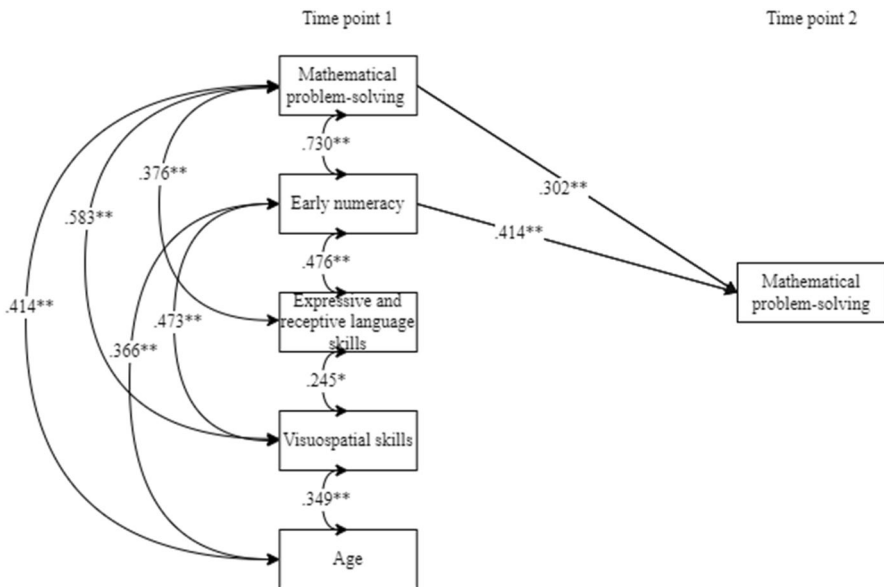 Time point 1
Time point 2
Mathematical
problem-solving
.730**
.376**
.302**
Early numeracy
.583**
.414**
.476**
Mathematical
problem-solving
Expressive and
receptive language
skills
.414**
.473**
.366**
.245*
Visuospatial skills
.349**
Age